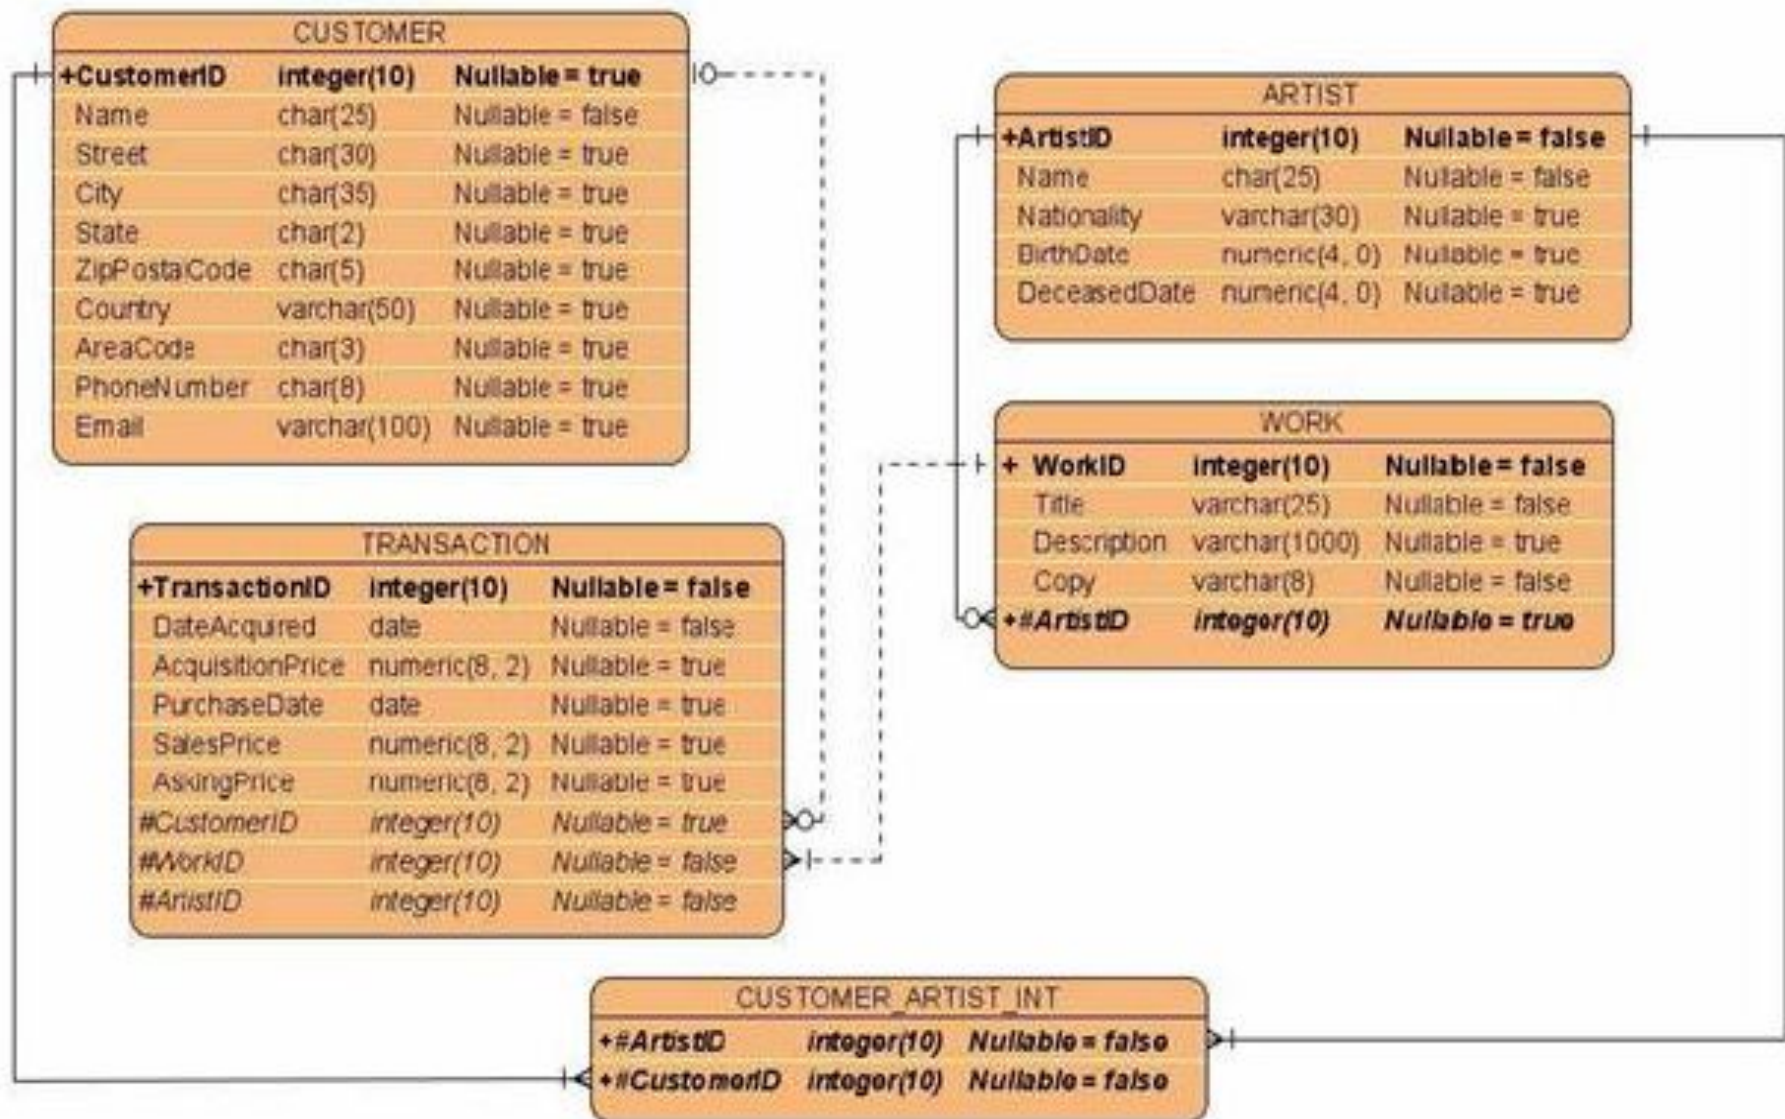 CUSTOMER
+CustomerID integer(10) Nullable = true
Name char(25) Nullable = false
Street char(30) Nullable = true
City char(35) Nullable = true
State char(2) Nullable = true
ZipPostalCode char(5) Nullable = true
Country varchar(50) Nullable = true
AreaCode char(3) Nullable = true
PhoneNumber char(8) Nullable = true
Email varchar(100) Nullable = true
ARTIST
+ArtistID integer(10) Nullable = false
Name char(25) Nullable = false
Nationality varchar(30) Nullable = true
BirthDate numeric(4, 0) Nullable = true
DeceasedDate numeric(4, 0) Nullable = true
WORK
+ WorkID integer(10) Nullable = false
Title varchar(25) Nullable = false
Description varchar(1000) Nullable = true
Copy varchar(8) Nullable = false
+#ArtistID integer(10) Nullable = true
TRANSACTION
+TransactionID integer(10) Nullable = false
DateAcquired date Nullable = false
AcquisitionPrice numeric(8, 2) Nullable = true
PurchaseDate date Nullable = true
SalesPrice numeric(8, 2) Nullable = true
AskingPrice numeric(8, 2) Nullable = true
#CustomerID integer(10) Nullable = true
#WorkID integer(10) Nullable = false
#ArtistID integer(10) Nullable = false
CUSTOMER_ARTIST_INT
+#ArtistID integer(10) Nullable = false
+#CustomerID integer(10) Nullable = false